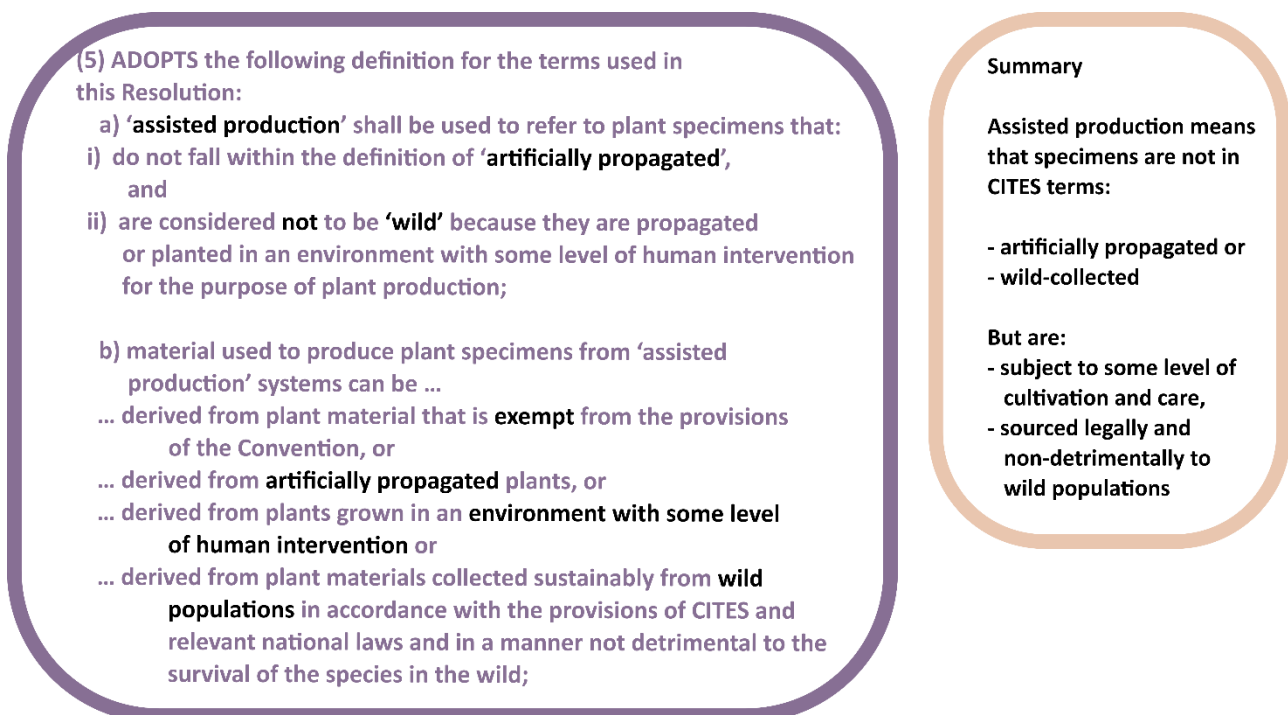 (5) ADOPTS the following definition for the terms used in
this Resolution:
a) ‘assisted production’ shall be used to refer to plant specimens that:
i) do not fall within the definition of ‘artificially propagated’,
and
ii) are considered not to be ‘wild’ because they are propagated
or planted in an environment with some level of human intervention
for the purpose of plant production;
b) material used to produce plant specimens from ‘assisted
production’ systems can be ...
... derived from plant material that is exempt from the provisions
of the Convention, or
... derived from artificially propagated plants, or
... derived from plants grown in an environment with some level
of human intervention or
... derived from plant materials collected sustainably from wild
populations in accordance with the provisions of CITES and
relevant national laws and in a manner not detrimental to the
survival of the species in the wild;
Summary
Assisted production means
that specimens are not in
CITES terms:
- artificially propagated or
- wild-collected
But are:
- subject to some level of
cultivation and care,
- sourced legally and
non-detrimentally to
wild populations